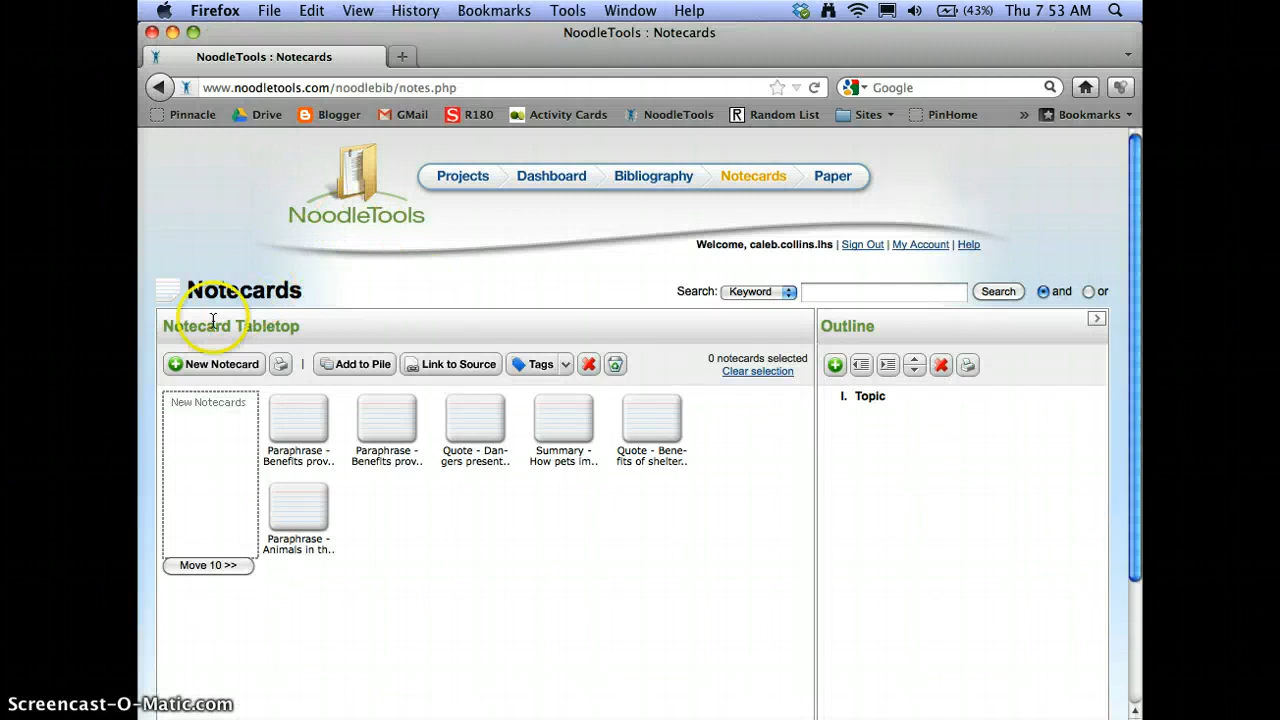 Firefox File Edit View History Bookmarks Tools Window Help (43%) Thu 7 53 AM
NoodleTools : Notecards
NoodleTools : Notecards
www.noodletools.com/noodlebib/notes.php Google
Pinnacle Drive Blogger GMail R180 Activity Cards NoodleTools Random List Sites PinHome » Bookmarks
Projects Dashboard Bibliography Notecards Paper
NoodleTools
Welcome, caleb.collins.lhs | Sign Out | My Account | Help
Notecards Search: Keyword Search and or
Notecard Tabletop Outline
New Notecard | Add to Pile Link to Source Tags 0 notecards selected
Clear selection
New Notecards I. Topic
Paraphrase - Paraphrase - Quote - Dan- Summary - Quote - Bene-
Benefits prov.. Benefits prov.. gers present.. How pets im.. fits of shelter..
Paraphrase -
Animals in th..
Move 10 >>
Screencast-O-Matic.com